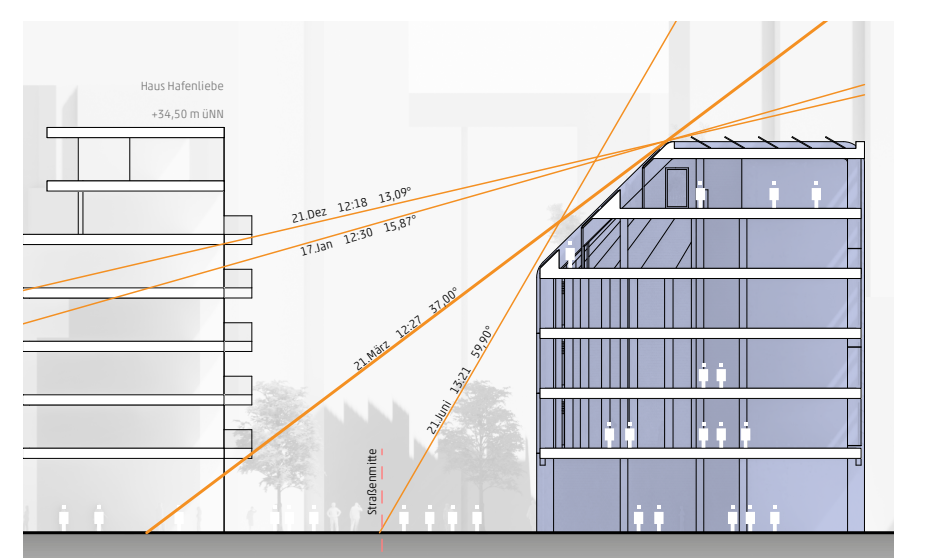 Haus Hafenliebe
+34,50 m üNN
21.Dez 12:18 13,09°
17.Jan 12:30 15,87°
21.März 12:27 37,00°
21.Juni 13:21 59,90°
Straßenmitte